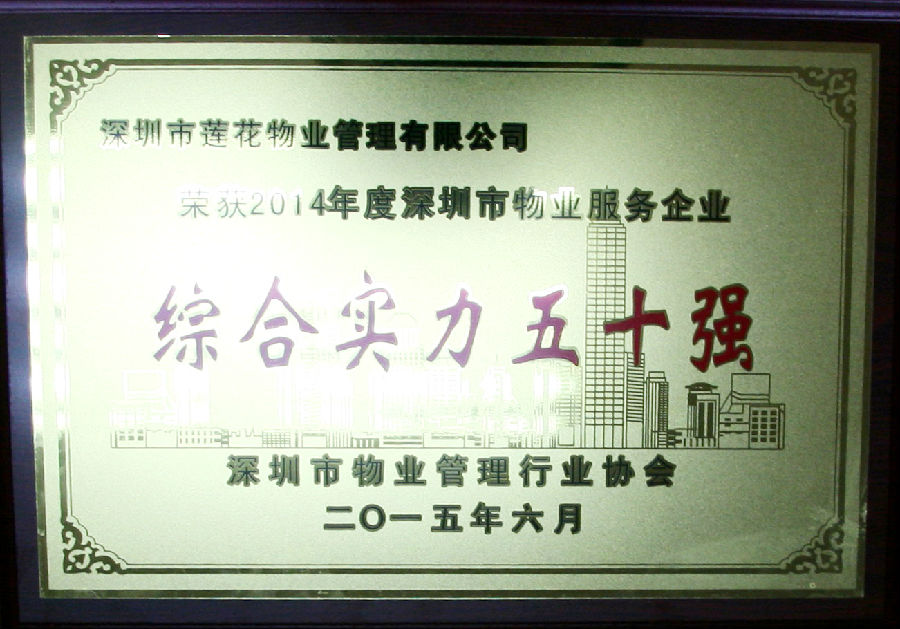 深圳市莲花物业管理有限公司
荣获2014年度深圳市物业服务企业
综合实力五十强
深圳市物业管理行业协会
二〇一五年六月